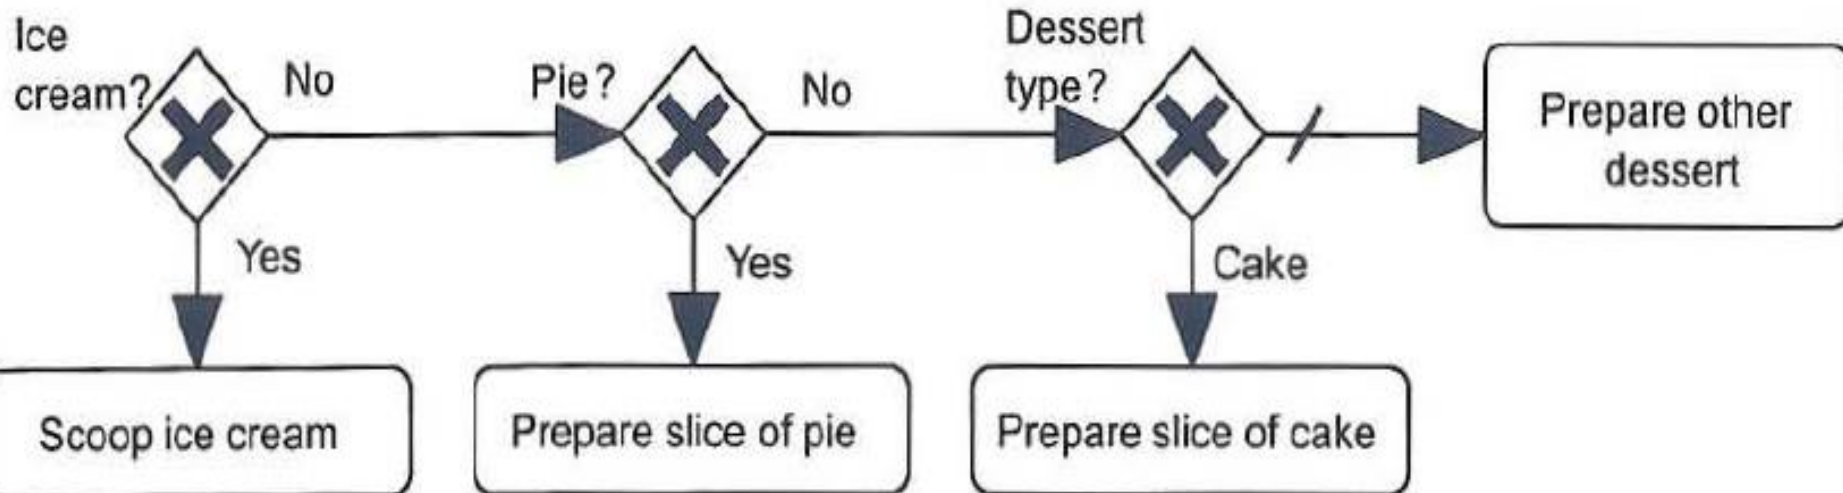 Ice
cream?
No
Pie?
No
Dessert
type?
Prepare other
dessert
Yes
Yes
Cake
Scoop ice cream
Prepare slice of pie
Prepare slice of cake